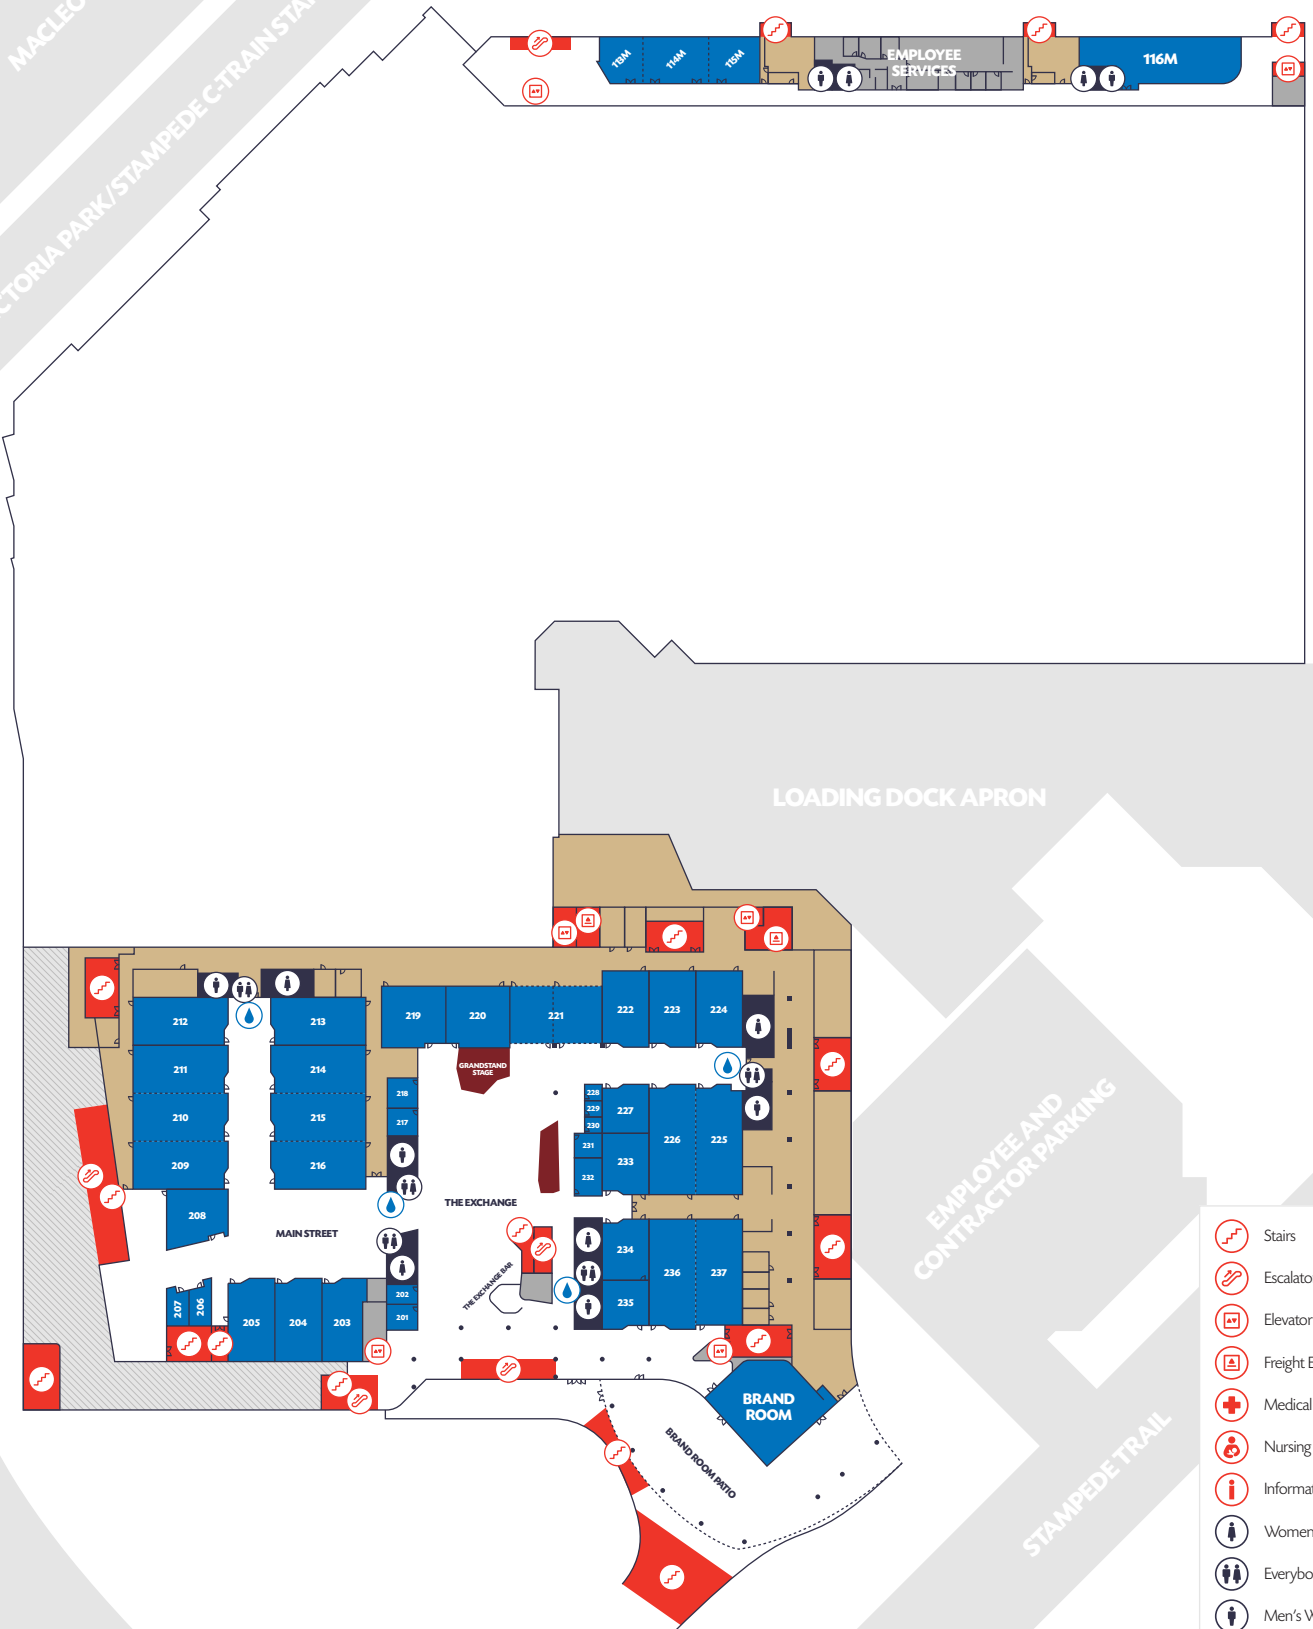 MACLEO
CTORIA PARK/STAMPEDE C-TRAIN STA
113M
114M
115M
EMPLOYEE
SERVICES
116M
LOADING DOCK APRON
212
213
219
220
221
222
223
224
211
214
GRANDSTAND
STAGE
218
228
229
230
227
210
215
217
226
225
231
209
216
233
232
208
MAIN STREET
THE EXCHANGE
EMPLOYEE AND
CONTRACTOR PARKING
234
236
237
THE EXCHANGE BAR
202
201
235
207
206
205
204
203
BRAND
ROOM
BRAND ROOM PATIO
STAMPEDE TRAIL
Stairs
Escalato
Elevator
Freight E
Medical
Nursing
Informat
Women
Everybo
Men's W